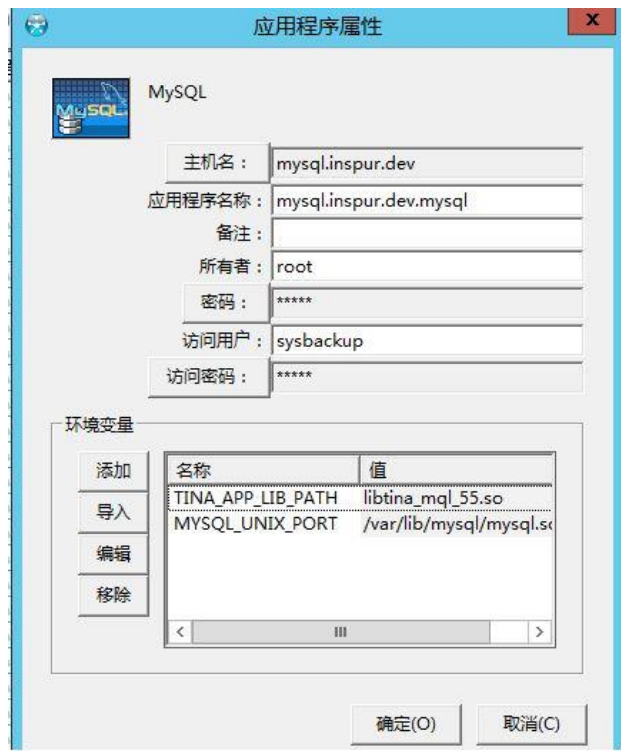 应用程序属性
x
MySQL
MySQL
主机名： mysql.inspur.dev
应用程序名称： mysql.inspur.dev.mysql
备注：
所有者： root
密码： *****
访问用户： sysbackup
访问密码： *****
环境变量
添加
导入
编辑
移除
名称 值
TINA_APP_LIB_PATH libtina_mql_55.so
MYSQL_UNIX_PORT /var/lib/mysql/mysql.so
确定(O) 取消(C)